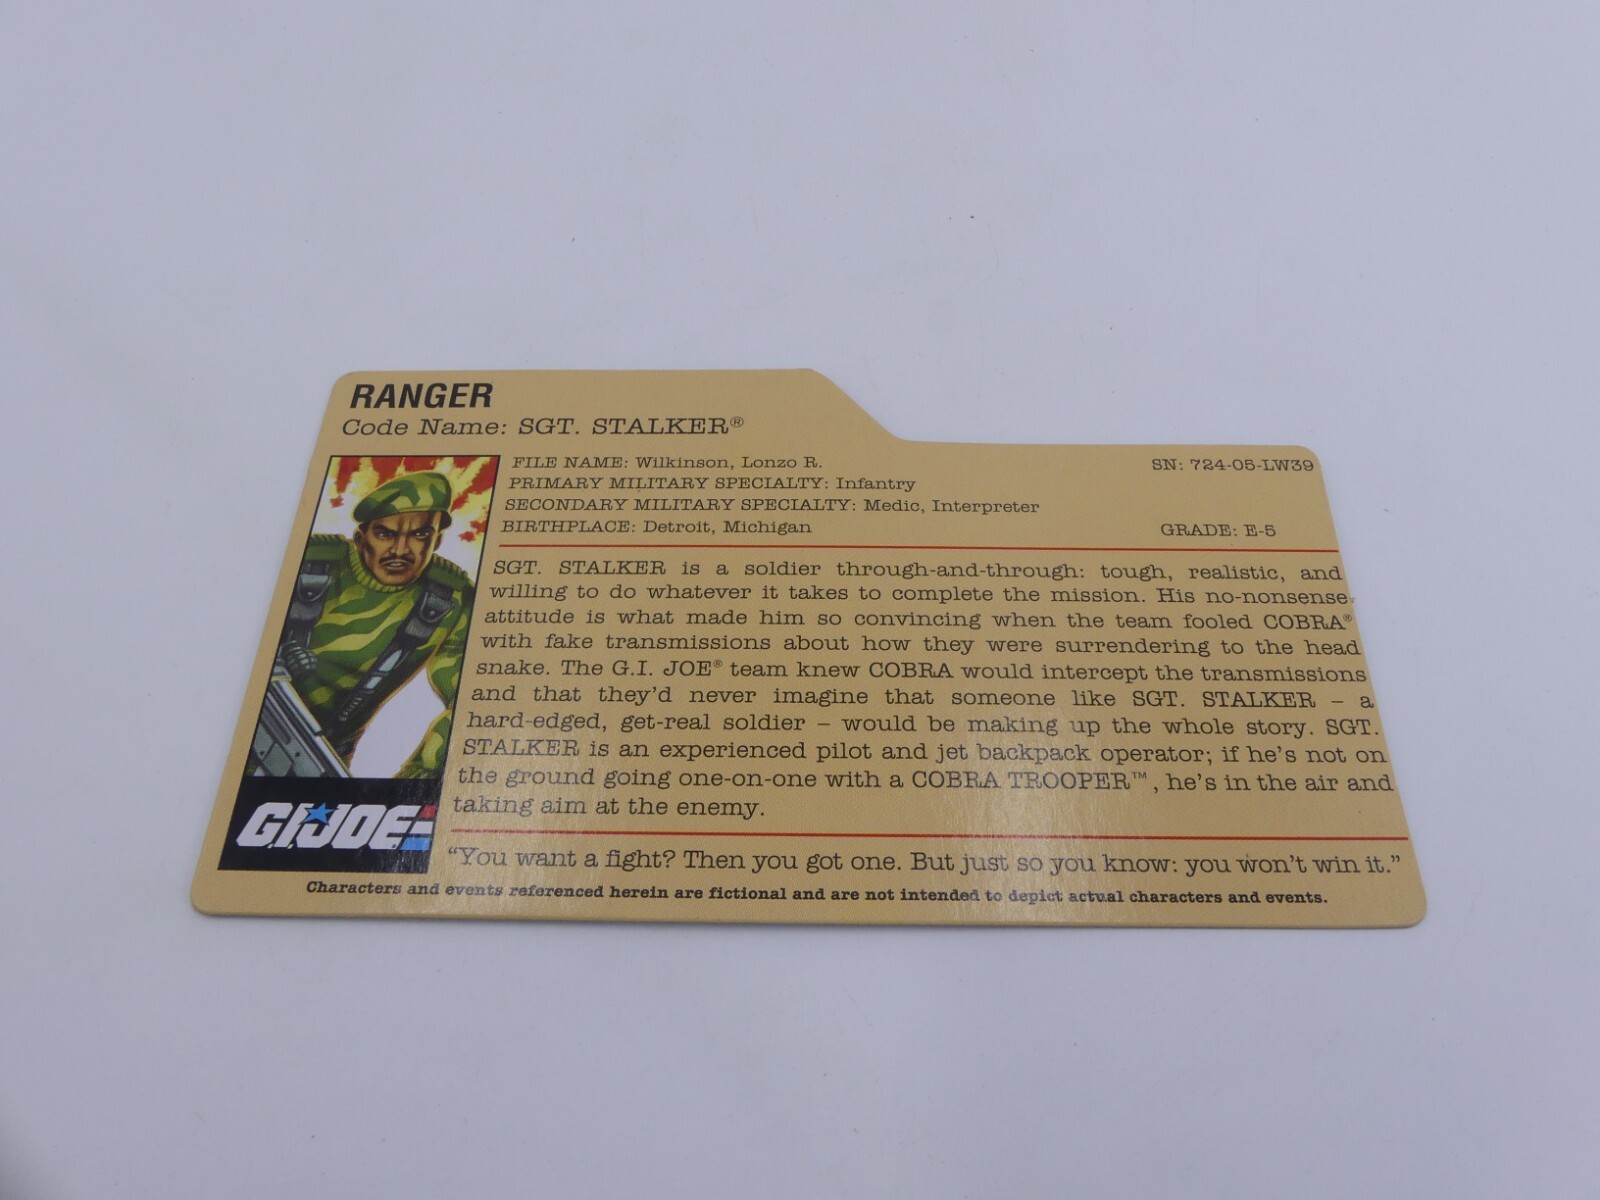 RANGER
Code Name: SGT. STALKER®
FILE NAME: Wilkinson, Lonzo R.
SN: 724-05-LW39
PRIMARY MILITARY SPECIALTY: Infantry
SECONDARY MILITARY SPECIALTY: Medic, Interpreter
BIRTHPLACE: Detroit, Michigan
GRADE: E-5
SGT. STALKER is a soldier through-and-through: tough, realistic, and
willing to do whatever it takes to complete the mission. His no-nonsense
attitude is what made him so convincing when the team fooled COBRA®
with fake transmissions about how they were surrendering to the head
snake. The G.I. JOE® team knew COBRA would intercept the transmissions
and that they'd never imagine that someone like SGT. STALKER – a
hard-edged, get-real soldier – would be making up the whole story. SGT.
STALKER is an experienced pilot and jet backpack operator; if he's not on
the ground going one-on-one with a COBRA TROOPER™, he's in the air and
taking aim at the enemy.
G.I. JOE
"You want a fight? Then you got one. But just so you know: you won't win it."
Characters and events referenced herein are fictional and are not intended to depict actual characters and events.